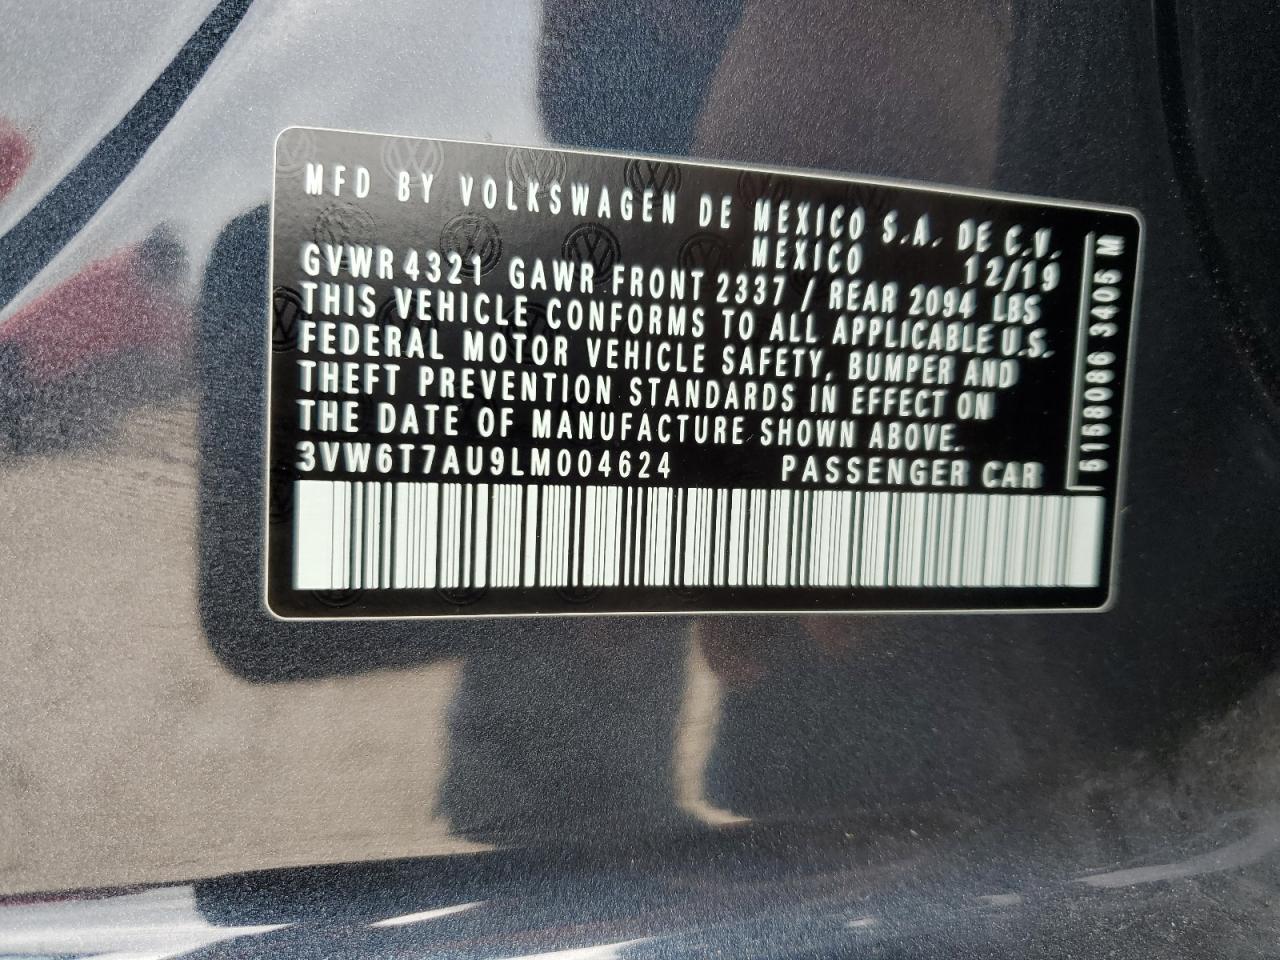 MFD BY VOLKSWAGEN DE MEXICO S.A. DE C.V.
MEXICO 12/19
GVWR 4321 GAWR FRONT 2337 / REAR 2094 LBS
THIS VEHICLE CONFORMS TO ALL APPLICABLE U.S.
FEDERAL MOTOR VEHICLE SAFETY, BUMPER AND
THEFT PREVENTION STANDARDS IN EFFECT ON
THE DATE OF MANUFACTURE SHOWN ABOVE.
3VW6T7AU9LM004624 PASSENGER CAR
5158086 3405 M